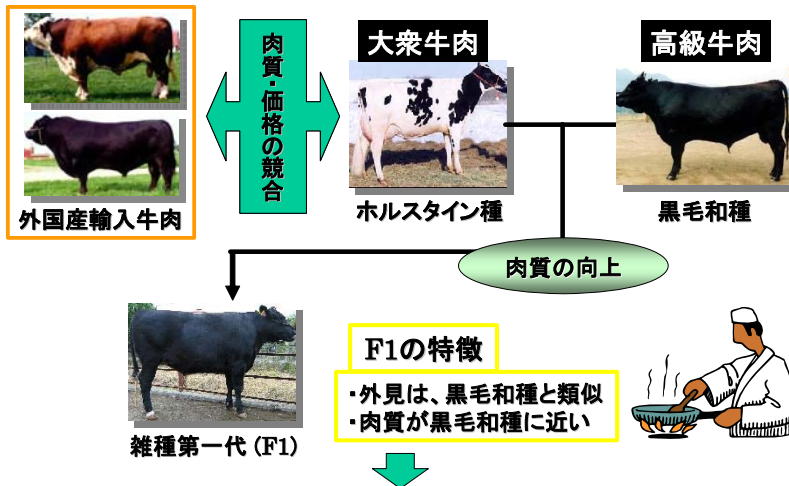 大衆牛肉
高級牛肉
肉質・価格の競合
外国産輸入牛肉
ホルスタイン種
黒毛和種
肉質の向上
F1の特徴
・外見は、黒毛和種と類似
・肉質が黒毛和種に近い
雑種第一代（F1）